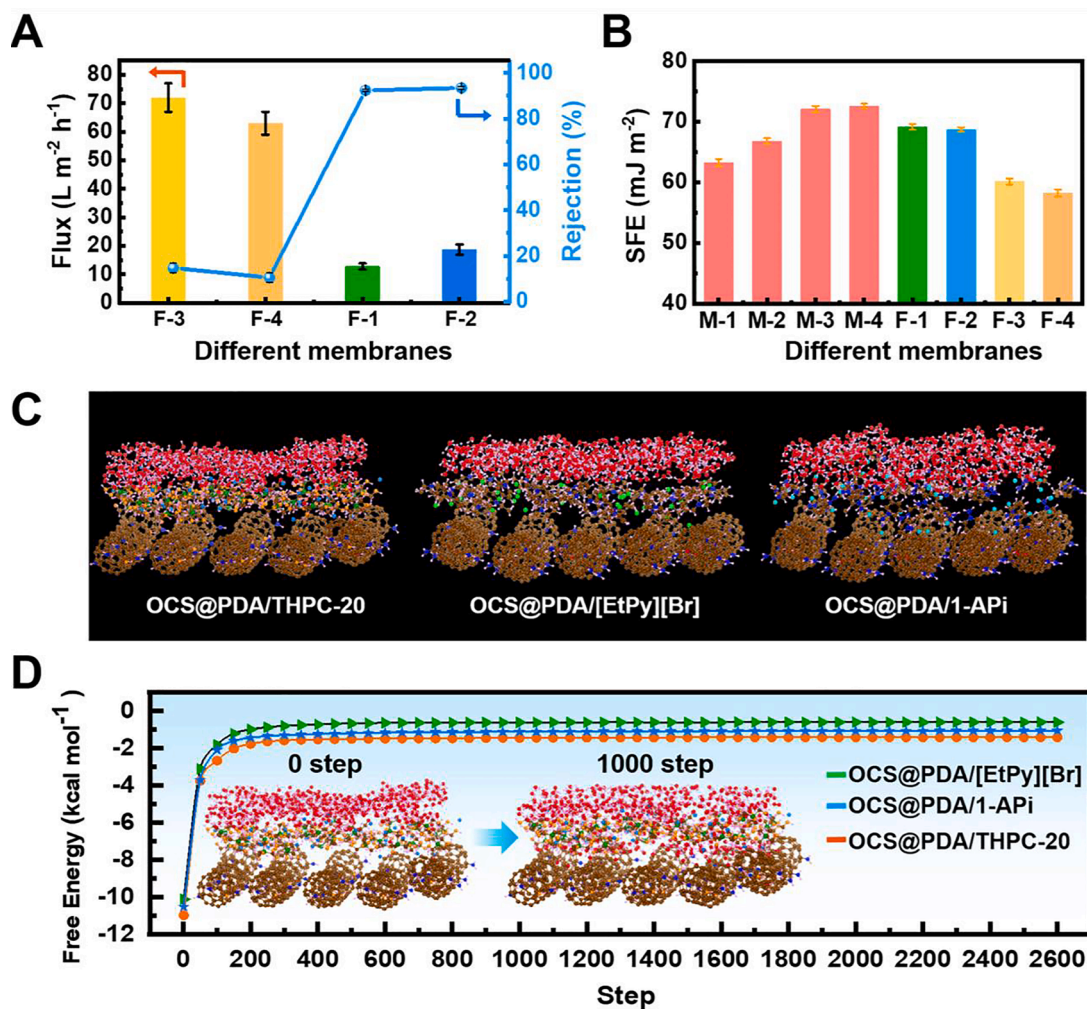 A
Flux (L m⁻² h⁻¹)
80
70
60
50
40
30
20
10
0
100
80
60
40
20
0
Rejection (%)
F-3 F-4 F-1 F-2
Different membranes
B
SFE (mJ m⁻²)
80
70
60
50
40
M-1 M-2 M-3 M-4 F-1 F-2 F-3 F-4
Different membranes
C
OCS@PDA/THPC-20 OCS@PDA/[EtPy][Br] OCS@PDA/1-APi
D
Free Energy (kcal mol⁻¹)
0
-2
-4
-6
-8
-10
-12
0 step 1000 step
OCS@PDA/[EtPy][Br]
OCS@PDA/1-APi
OCS@PDA/THPC-20
0 200 400 600 800 1000 1200 1400 1600 1800 2000 2200 2400 2600
Step